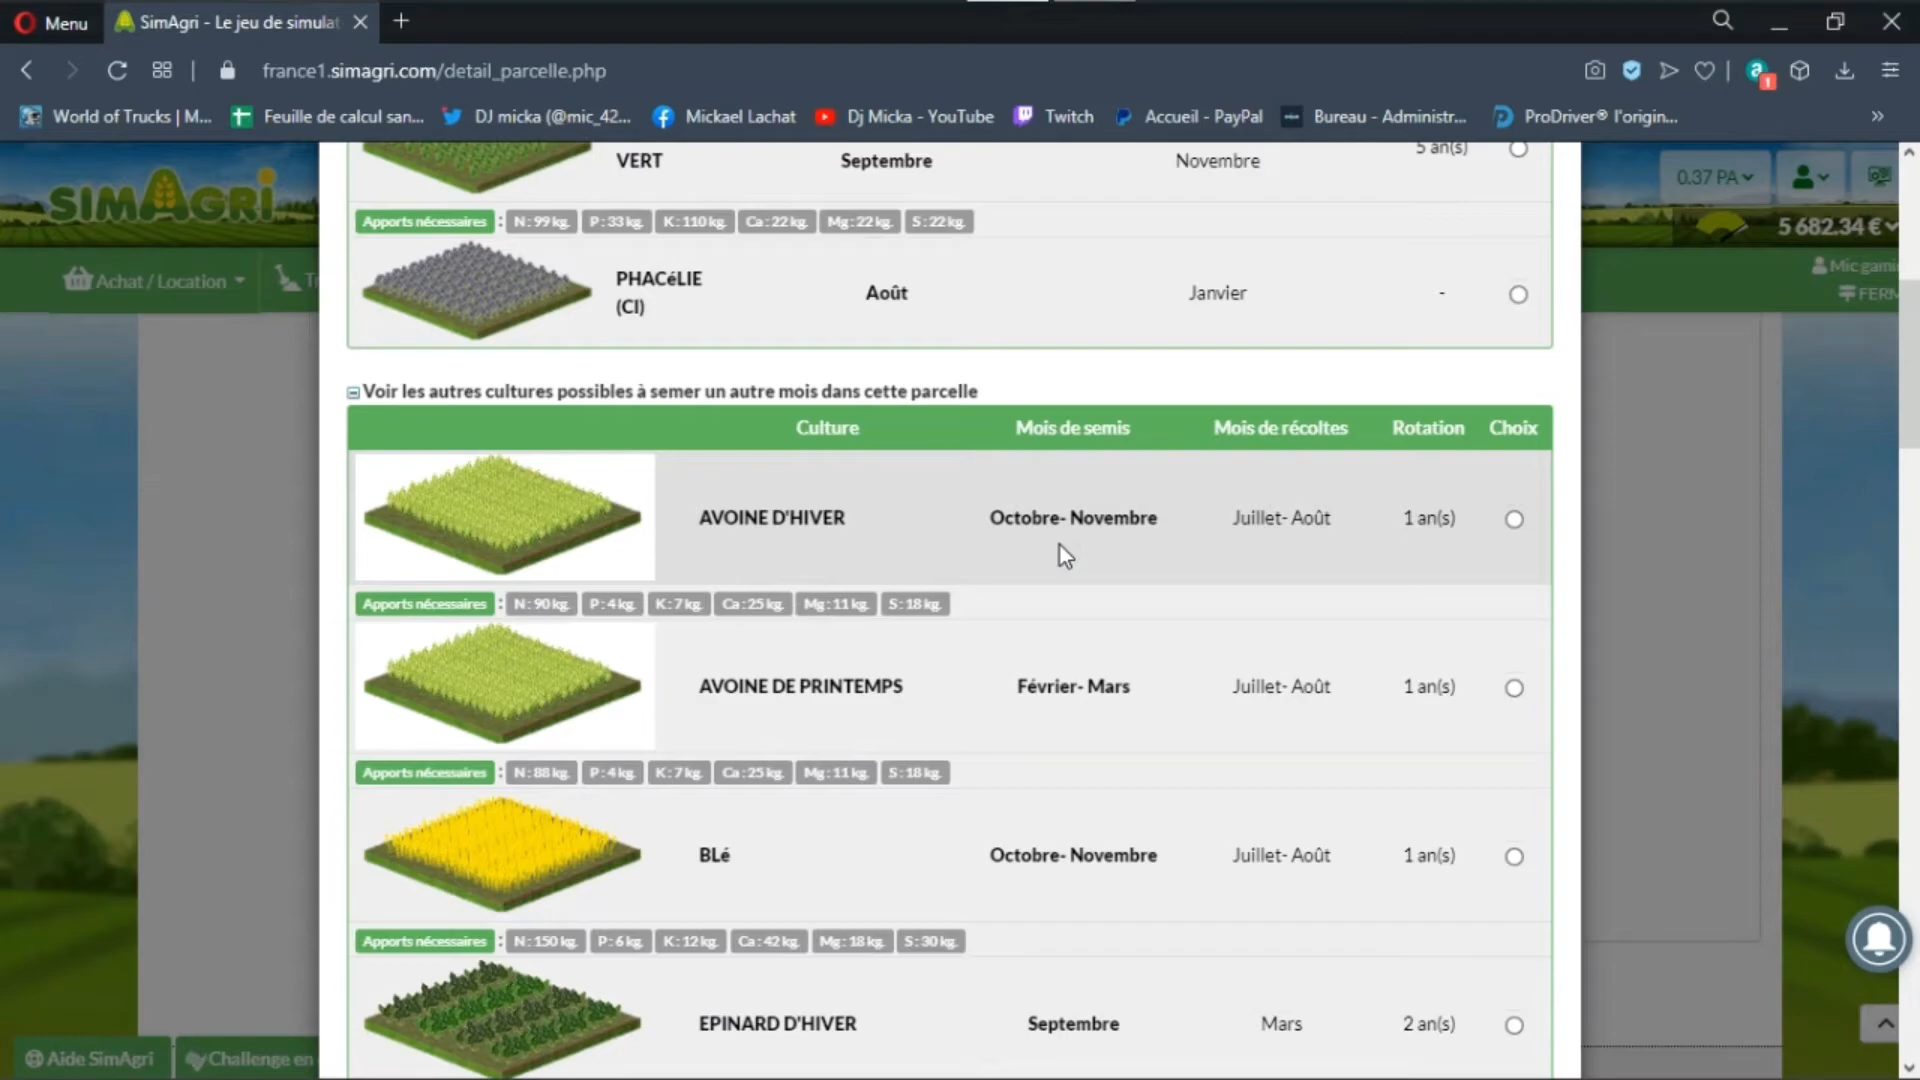 Menu
SimAgri - Le jeu de simulat
france1.simagri.com/detail_parcelle.php
World of Trucks | M...
Feuille de calcul san...
DJ micka (@mic_42...
Mickael Lachat
Dj Micka - YouTube
Twitch
Accueil - PayPal
Bureau - Administr...
ProDriver® l'origin...
»
SIMAGRI
0.37 PA
5 682.34 €
Achat / Location
Mic gami
FERM
VERT Septembre Novembre 5 an(s)
Apports nécessaires : N : 99 kg. P : 33 kg. K : 110 kg. Ca : 22 kg. Mg : 22 kg. S : 22 kg.
PHACéLIE
(CI) Août Janvier -
Voir les autres cultures possibles à semer un autre mois dans cette parcelle
Culture Mois de semis Mois de récoltes Rotation Choix
AVOINE D'HIVER Octobre- Novembre Juillet- Août 1 an(s)
Apports nécessaires : N : 90 kg. P : 4 kg. K : 7 kg. Ca : 25 kg. Mg : 11 kg. S : 18 kg.
AVOINE DE PRINTEMPS Février- Mars Juillet- Août 1 an(s)
Apports nécessaires : N : 88 kg. P : 4 kg. K : 7 kg. Ca : 25 kg. Mg : 11 kg. S : 18 kg.
BLé Octobre- Novembre Juillet- Août 1 an(s)
Apports nécessaires : N : 150 kg. P : 6 kg. K : 12 kg. Ca : 42 kg. Mg : 18 kg. S : 30 kg.
EPINARD D'HIVER Septembre Mars 2 an(s)
Aide SimAgri
Challenge en